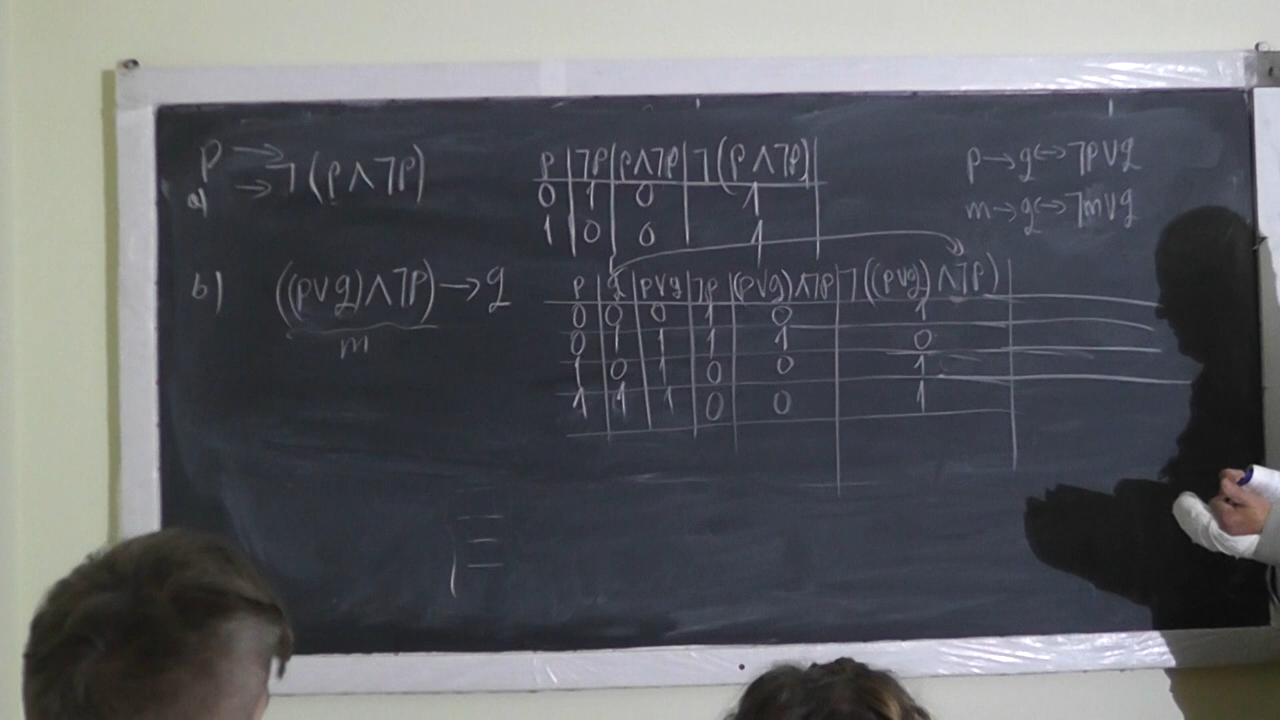 p → ¬(p ∧ ¬p)
a) →
p | ¬p | p∧¬p | ¬(p ∧ ¬p)
0 | 1 | 0 | 1
1 | 0 | 0 | 1
p → q ↔ ¬p ∨ q
m → q ↔ ¬m ∨ q
b) ((p∨q) ∧ ¬p) → q
m
p | q | p∨q | ¬p | (p∨q) ∧ ¬p | ¬((p∨q) ∧ ¬p)
0 | 0 | 0 | 1 | 0 | 1
0 | 1 | 1 | 1 | 1 | 0
1 | 0 | 1 | 0 | 0 | 1
1 | 1 | 1 | 0 | 0 | 1